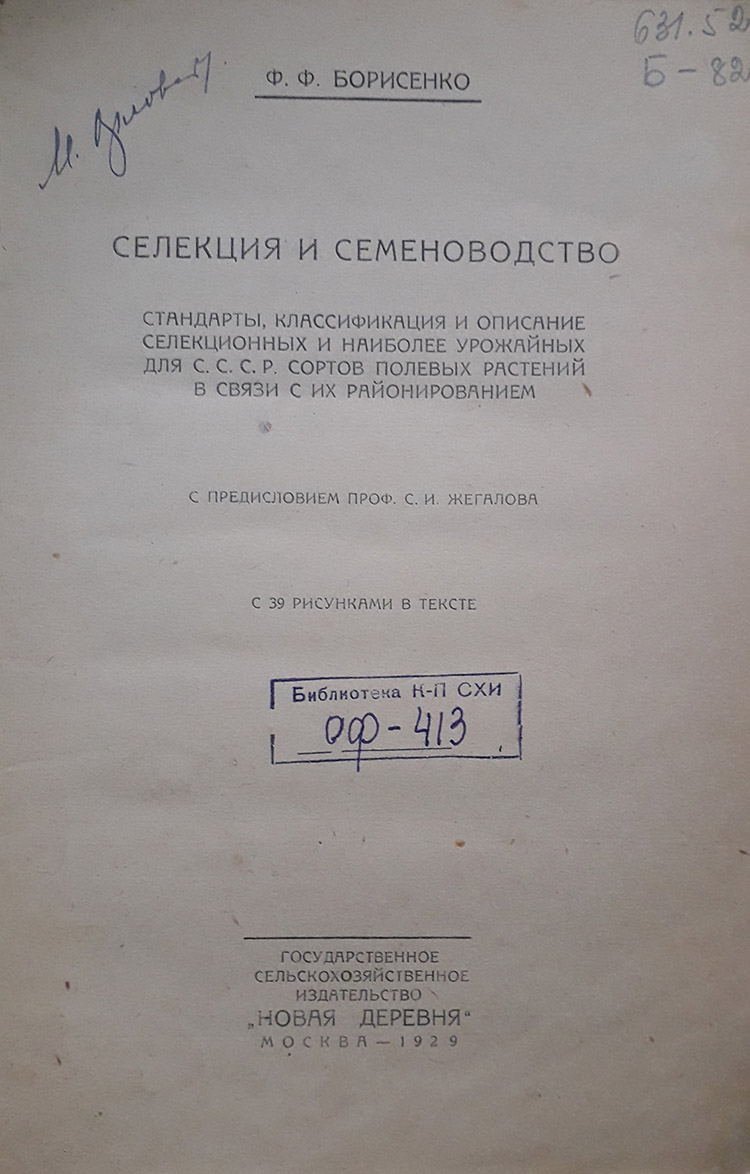 631.52
Б-82
Ф. Ф. БОРИСЕНКО
М.
СЕЛЕКЦИЯ И СЕМЕНОВОДСТВО
СТАНДАРТЫ, КЛАССИФИКАЦИЯ И ОПИСАНИЕ
СЕЛЕКЦИОННЫХ И НАИБОЛЕЕ УРОЖАЙНЫХ
ДЛЯ С. С. С. Р. СОРТОВ ПОЛЕВЫХ РАСТЕНИЙ
В СВЯЗИ С ИХ РАЙОНИРОВАНИЕМ
С ПРЕДИСЛОВИЕМ ПРОФ. С. И. ЖЕГАЛОВА
С 39 РИСУНКАМИ В ТЕКСТЕ
Библиотека К-П СХИ
ОФ-413
ГОСУДАРСТВЕННОЕ
СЕЛЬСКОХОЗЯЙСТВЕННОЕ
ИЗДАТЕЛЬСТВО
„НОВАЯ ДЕРЕВНЯ“
МОСКВА—1929